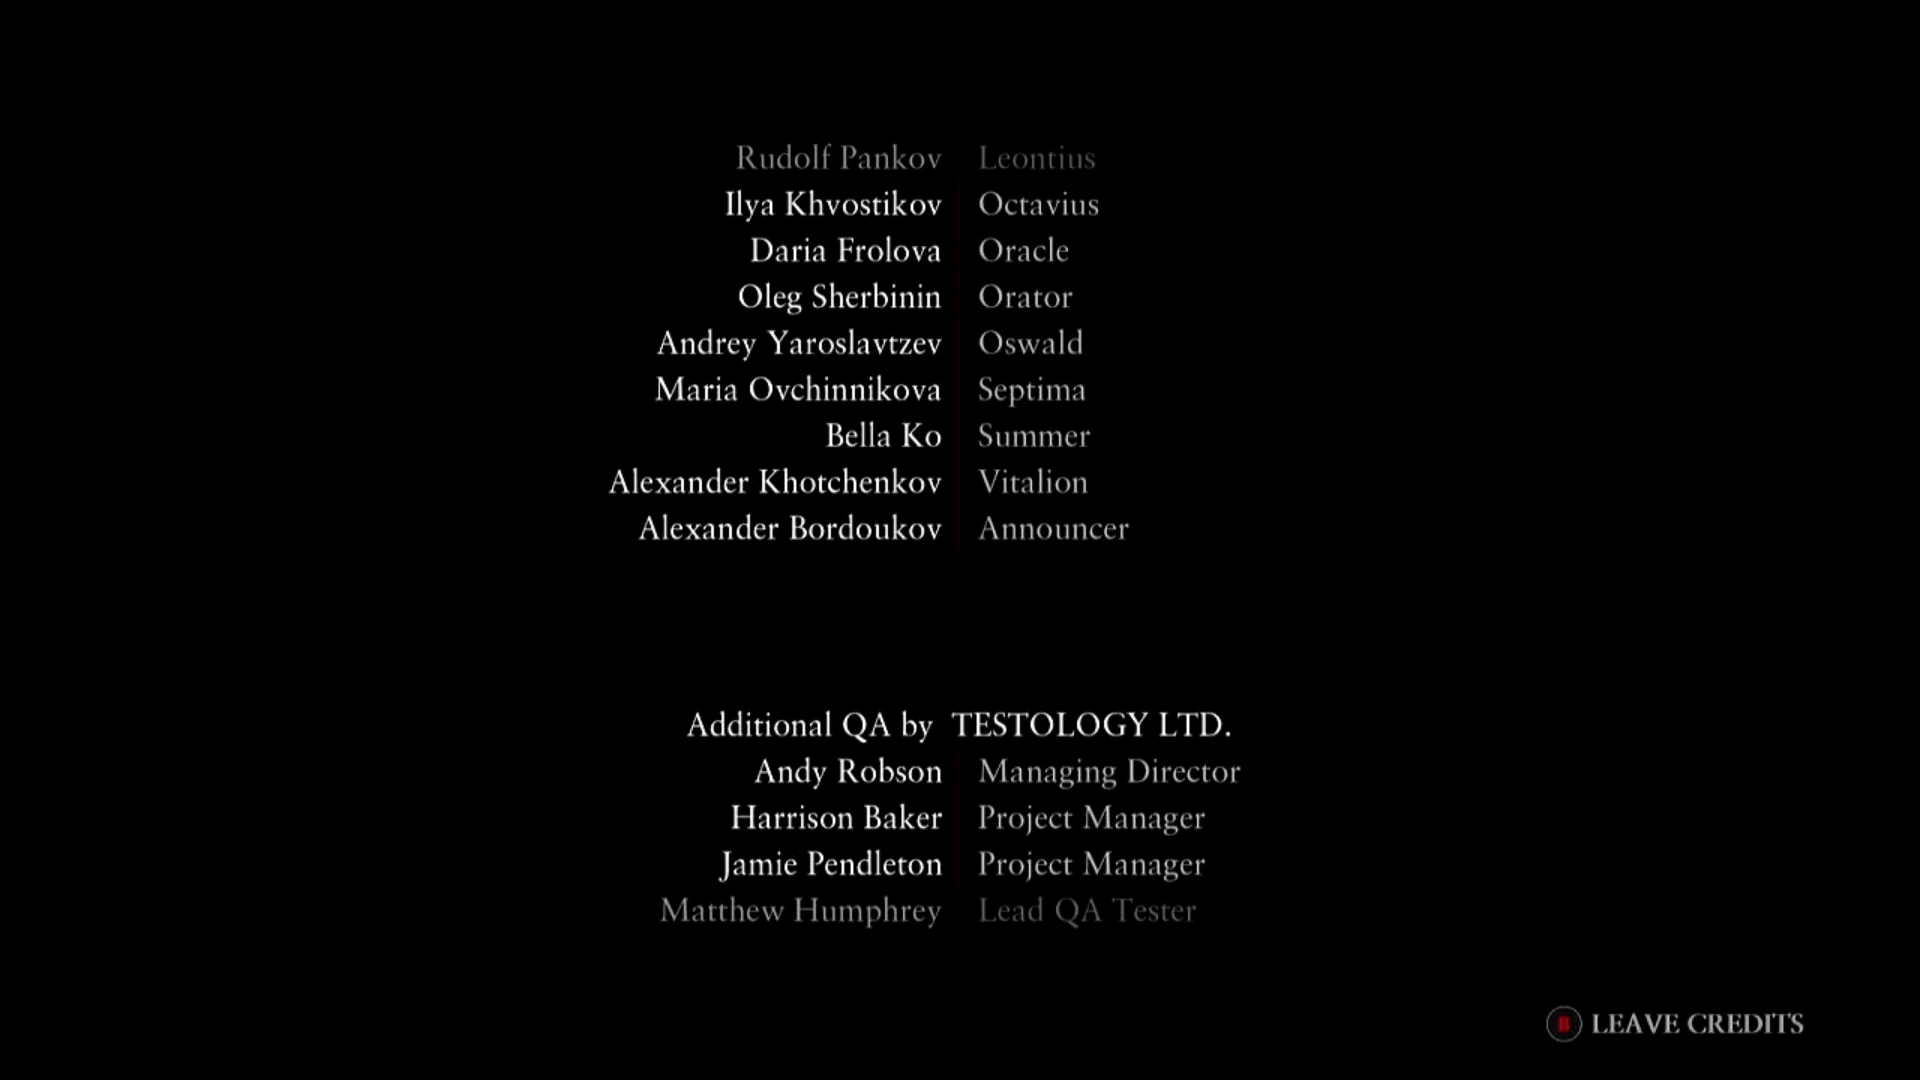 Rudolf Pankov Leontius
Ilya Khvostikov Octavius
Daria Frolova Oracle
Oleg Sherbinin Orator
Andrey Yaroslavtzev Oswald
Maria Ovchinnikova Septima
Bella Ko Summer
Alexander Khotchenkov Vitalion
Alexander Bordoukov Announcer
Additional QA by TESTOLOGY LTD.
Andy Robson Managing Director
Harrison Baker Project Manager
Jamie Pendleton Project Manager
Matthew Humphrey Lead QA Tester
B LEAVE CREDITS